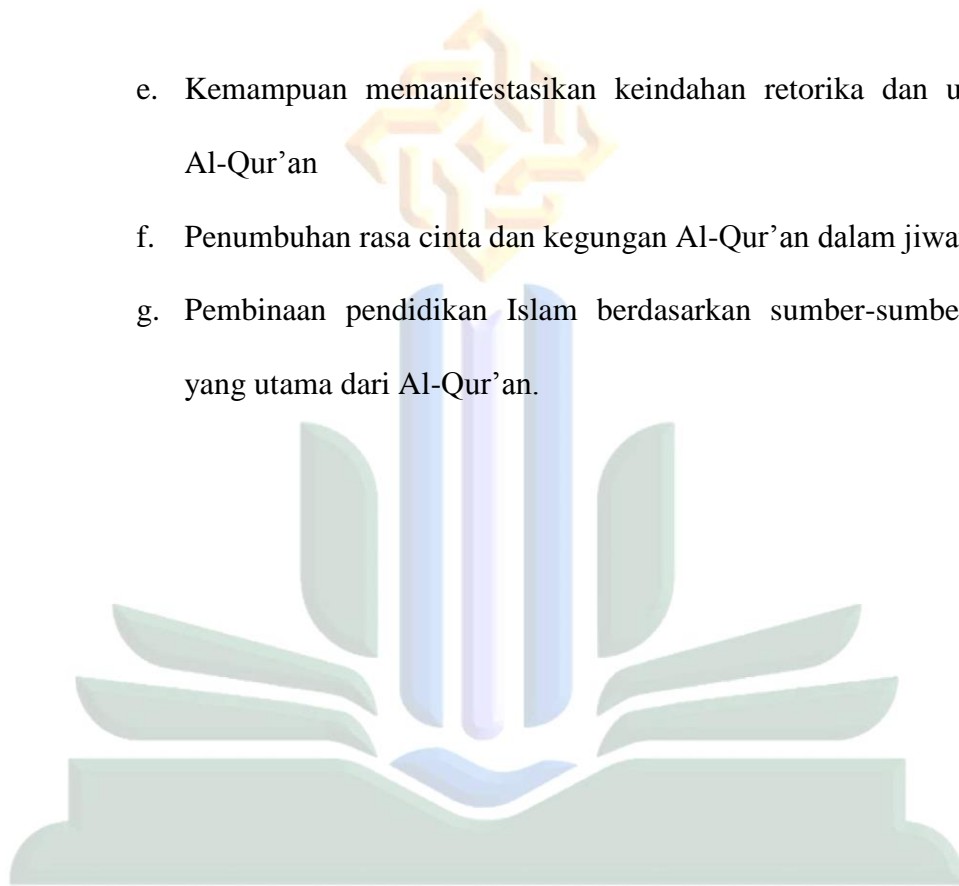 e. Kemampuan memanifestasikan keindahan retorika dan u
Al-Qur’an
f. Penumbuhan rasa cinta dan kegungan Al-Qur’an dalam jiwa
g. Pembinaan pendidikan Islam berdasarkan sumber-sumbe
yang utama dari Al-Qur’an.